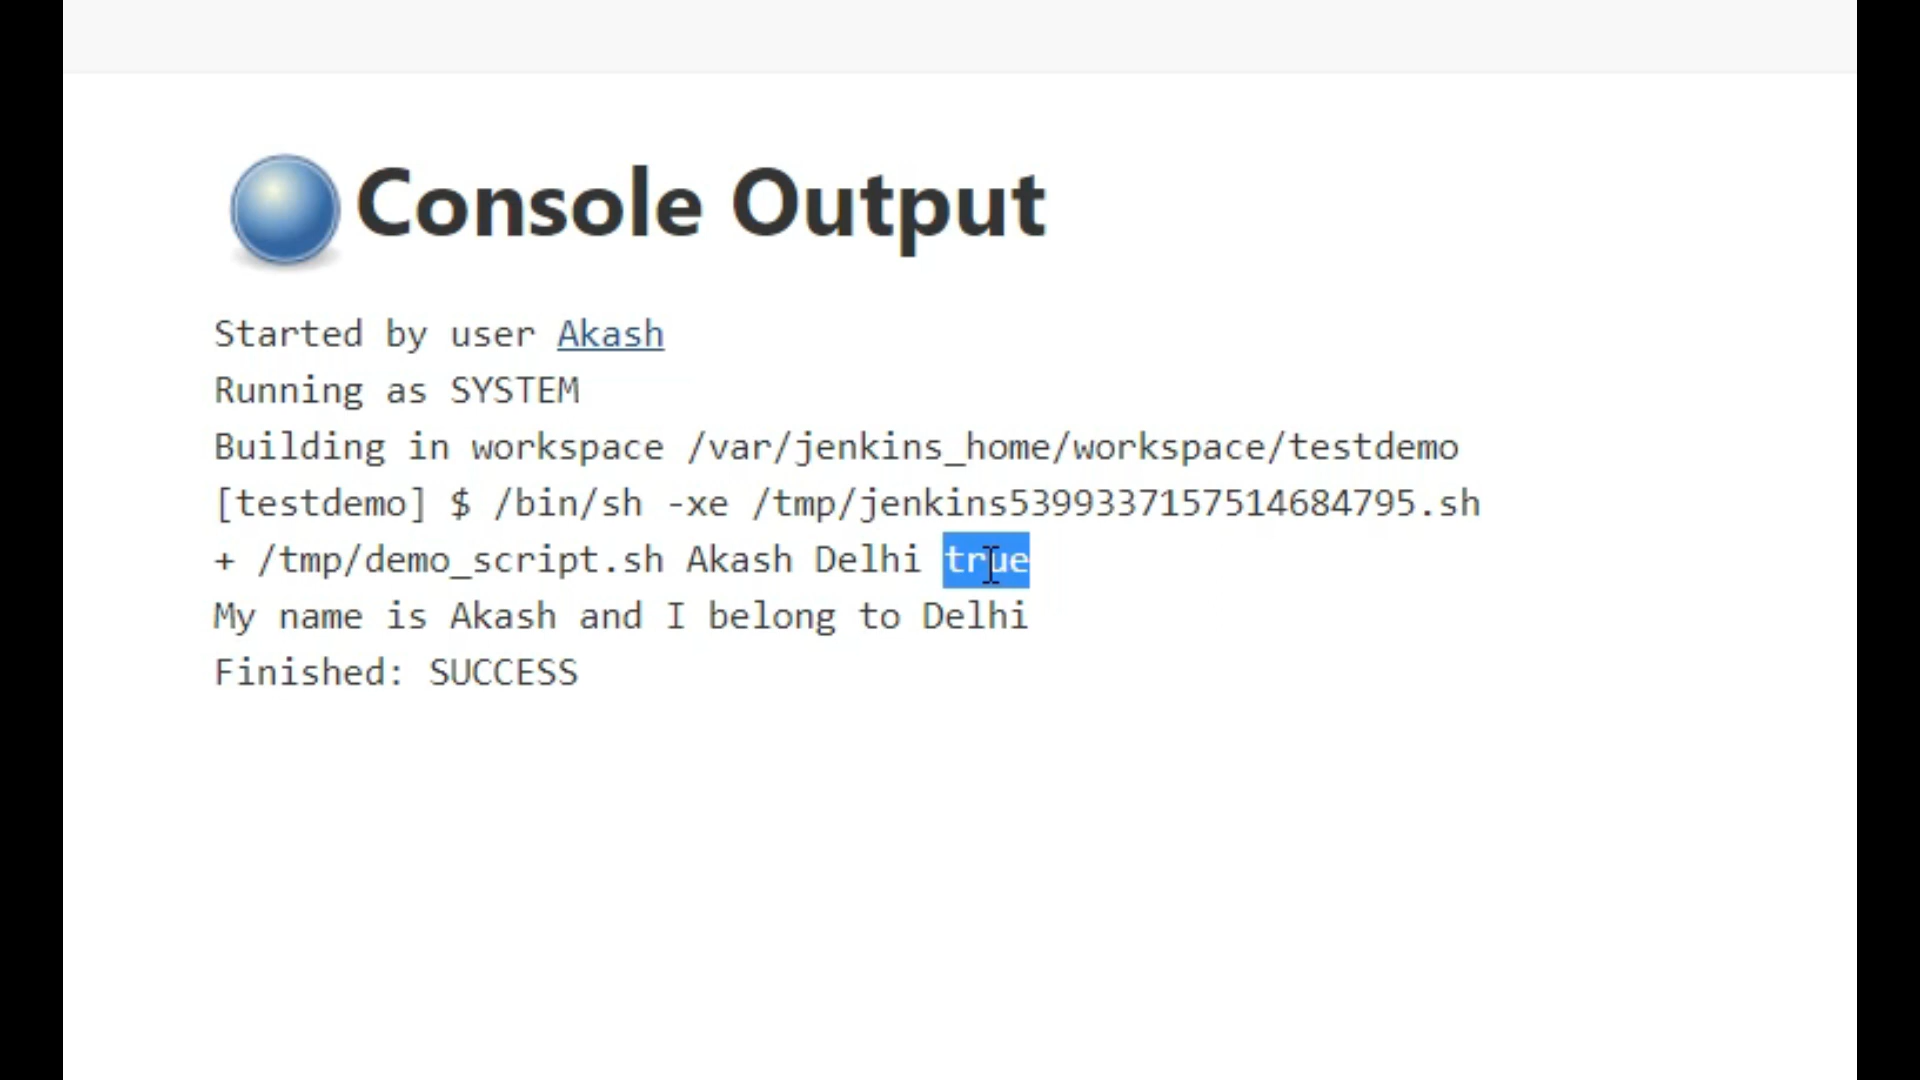 Console Output
Started by user Akash
Running as SYSTEM
Building in workspace /var/jenkins_home/workspace/testdemo
[testdemo] $ /bin/sh -xe /tmp/jenkins5399337157514684795.sh
+ /tmp/demo_script.sh Akash Delhi true
My name is Akash and I belong to Delhi
Finished: SUCCESS